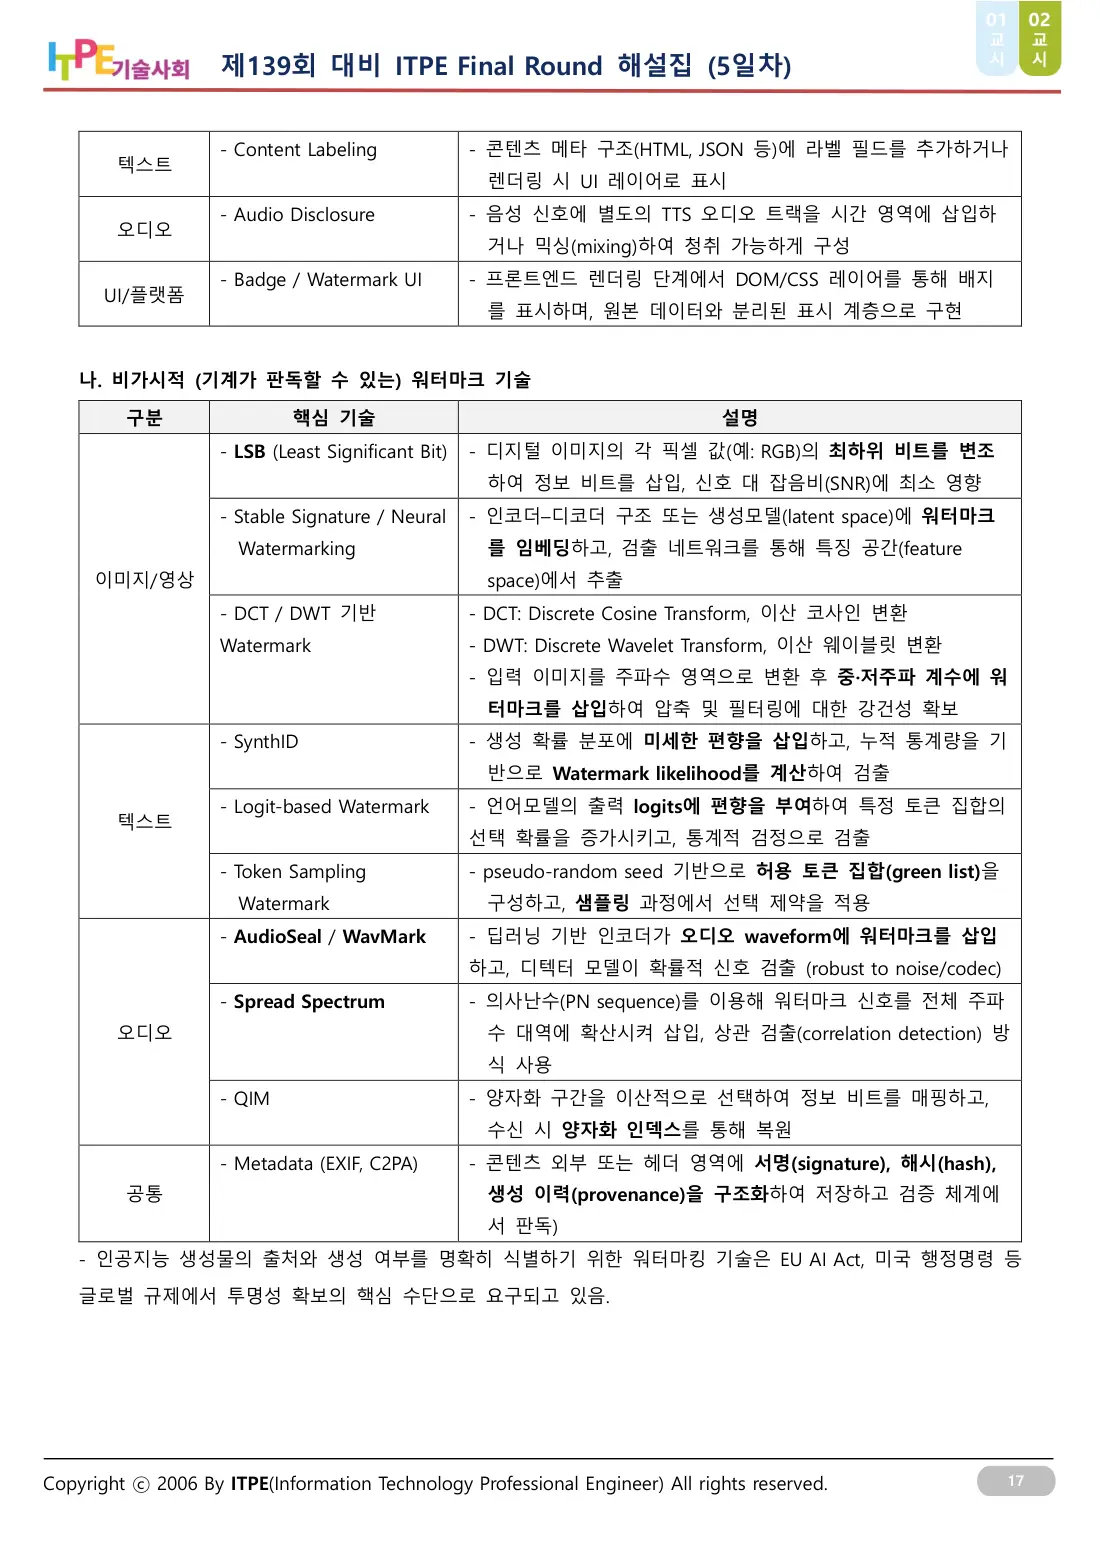 01
교
시
02
교
시
ITPE기술사회 제139회 대비 ITPE Final Round 해설집 (5일차)
텍스트
- Content Labeling
- 콘텐츠 메타 구조(HTML, JSON 등)에 라벨 필드를 추가하거나
렌더링 시 UI 레이어로 표시
오디오
- Audio Disclosure
- 음성 신호에 별도의 TTS 오디오 트랙을 시간 영역에 삽입하
거나 믹싱(mixing)하여 청취 가능하게 구성
UI/플랫폼
- Badge / Watermark UI
- 프론트엔드 렌더링 단계에서 DOM/CSS 레이어를 통해 배지
를 표시하며, 원본 데이터와 분리된 표시 계층으로 구현
나. 비가시적 (기계가 판독할 수 있는) 워터마크 기술
구분 핵심 기술 설명
이미지/영상
- LSB (Least Significant Bit)
- 디지털 이미지의 각 픽셀 값(예: RGB)의 최하위 비트를 변조
하여 정보 비트를 삽입, 신호 대 잡음비(SNR)에 최소 영향
- Stable Signature / Neural
Watermarking
- 인코더–디코더 구조 또는 생성모델(latent space)에 워터마크
를 임베딩하고, 검출 네트워크를 통해 특징 공간(feature
space)에서 추출
- DCT / DWT 기반
Watermark
- DCT: Discrete Cosine Transform, 이산 코사인 변환
- DWT: Discrete Wavelet Transform, 이산 웨이블릿 변환
- 입력 이미지를 주파수 영역으로 변환 후 중·저주파 계수에 워
터마크를 삽입하여 압축 및 필터링에 대한 강건성 확보
텍스트
- SynthID
- 생성 확률 분포에 미세한 편향을 삽입하고, 누적 통계량을 기
반으로 Watermark likelihood를 계산하여 검출
- Logit-based Watermark
- 언어모델의 출력 logits에 편향을 부여하여 특정 토큰 집합의
선택 확률을 증가시키고, 통계적 검정으로 검출
- Token Sampling
Watermark
- pseudo-random seed 기반으로 허용 토큰 집합(green list)을
구성하고, 샘플링 과정에서 선택 제약을 적용
오디오
- AudioSeal / WavMark
- 딥러닝 기반 인코더가 오디오 waveform에 워터마크를 삽입
하고, 디텍터 모델이 확률적 신호 검출 (robust to noise/codec)
- Spread Spectrum
- 의사난수(PN sequence)를 이용해 워터마크 신호를 전체 주파
수 대역에 확산시켜 삽입, 상관 검출(correlation detection) 방
식 사용
- QIM
- 양자화 구간을 이산적으로 선택하여 정보 비트를 매핑하고,
수신 시 양자화 인덱스를 통해 복원
공통
- Metadata (EXIF, C2PA)
- 콘텐츠 외부 또는 헤더 영역에 서명(signature), 해시(hash),
생성 이력(provenance)을 구조화하여 저장하고 검증 체계에
서 판독)
- 인공지능 생성물의 출처와 생성 여부를 명확히 식별하기 위한 워터마킹 기술은 EU AI Act, 미국 행정명령 등
글로벌 규제에서 투명성 확보의 핵심 수단으로 요구되고 있음.
Copyright ⓒ 2006 By ITPE(Information Technology Professional Engineer) All rights reserved.
17